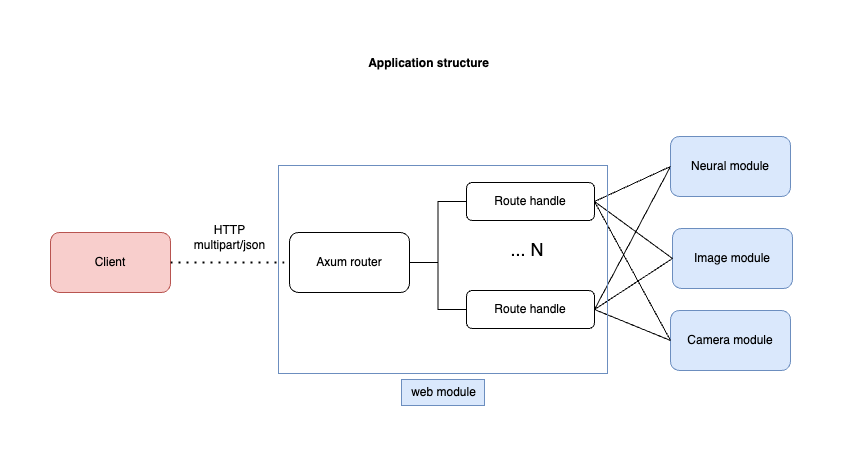 Application structure
Client
HTTP
multipart/json
Axum router
Route handle
... N
Route handle
web module
Neural module
Image module
Camera module